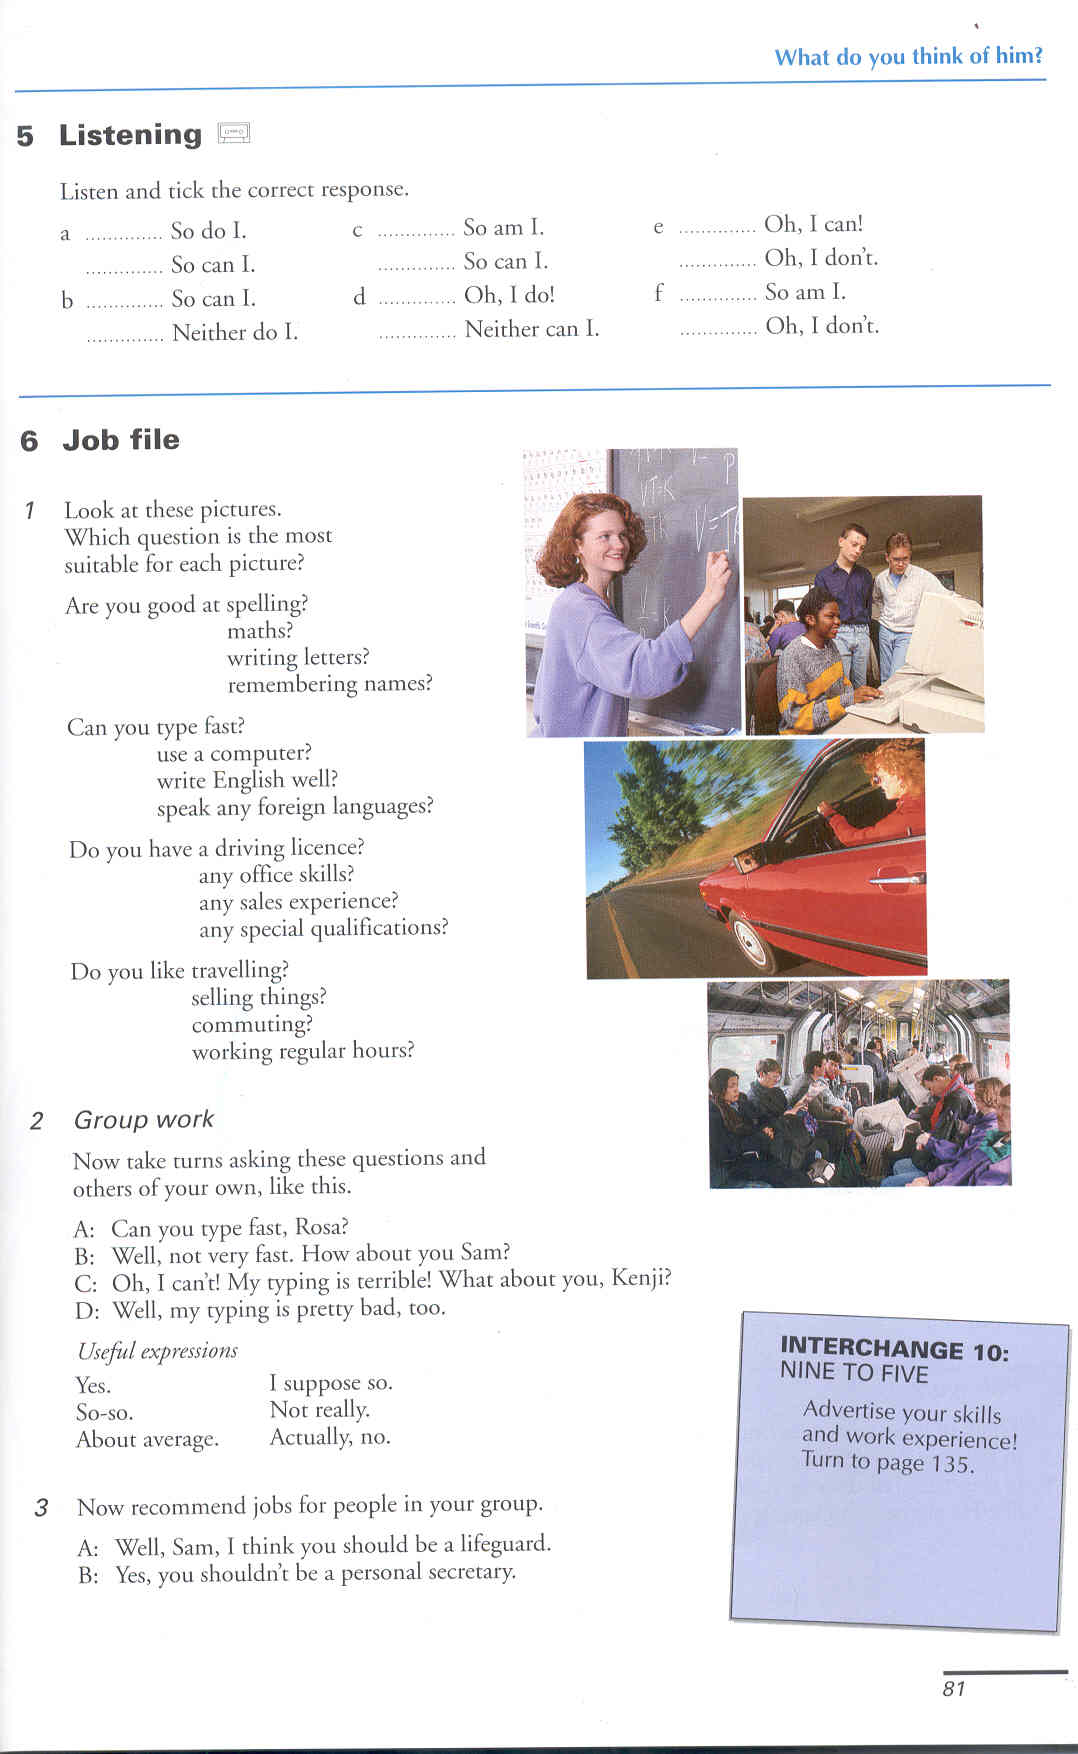 What do you think of him?
5 Listening
Listen and tick the correct response.
a .............. So do I.
.............. So can I.
b .............. So can I.
.............. Neither do I.
c .............. So am I.
.............. So can I.
d .............. Oh, I do!
.............. Neither can I.
e .............. Oh, I can!
.............. Oh, I don't.
f .............. So am I.
.............. Oh, I don't.
6 Job file
1 Look at these pictures.
Which question is the most
suitable for each picture?
Are you good at spelling?
maths?
writing letters?
remembering names?
Can you type fast?
use a computer?
write English well?
speak any foreign languages?
Do you have a driving licence?
any office skills?
any sales experience?
any special qualifications?
Do you like travelling?
selling things?
commuting?
working regular hours?
2 Group work
Now take turns asking these questions and
others of your own, like this.
A: Can you type fast, Rosa?
B: Well, not very fast. How about you Sam?
C: Oh, I can't! My typing is terrible! What about you, Kenji?
D: Well, my typing is pretty bad, too.
Useful expressions
Yes. I suppose so.
So-so. Not really.
About average. Actually, no.
3 Now recommend jobs for people in your group.
A: Well, Sam, I think you should be a lifeguard.
B: Yes, you shouldn't be a personal secretary.
INTERCHANGE 10:
NINE TO FIVE
Advertise your skills
and work experience!
Turn to page 135.
81